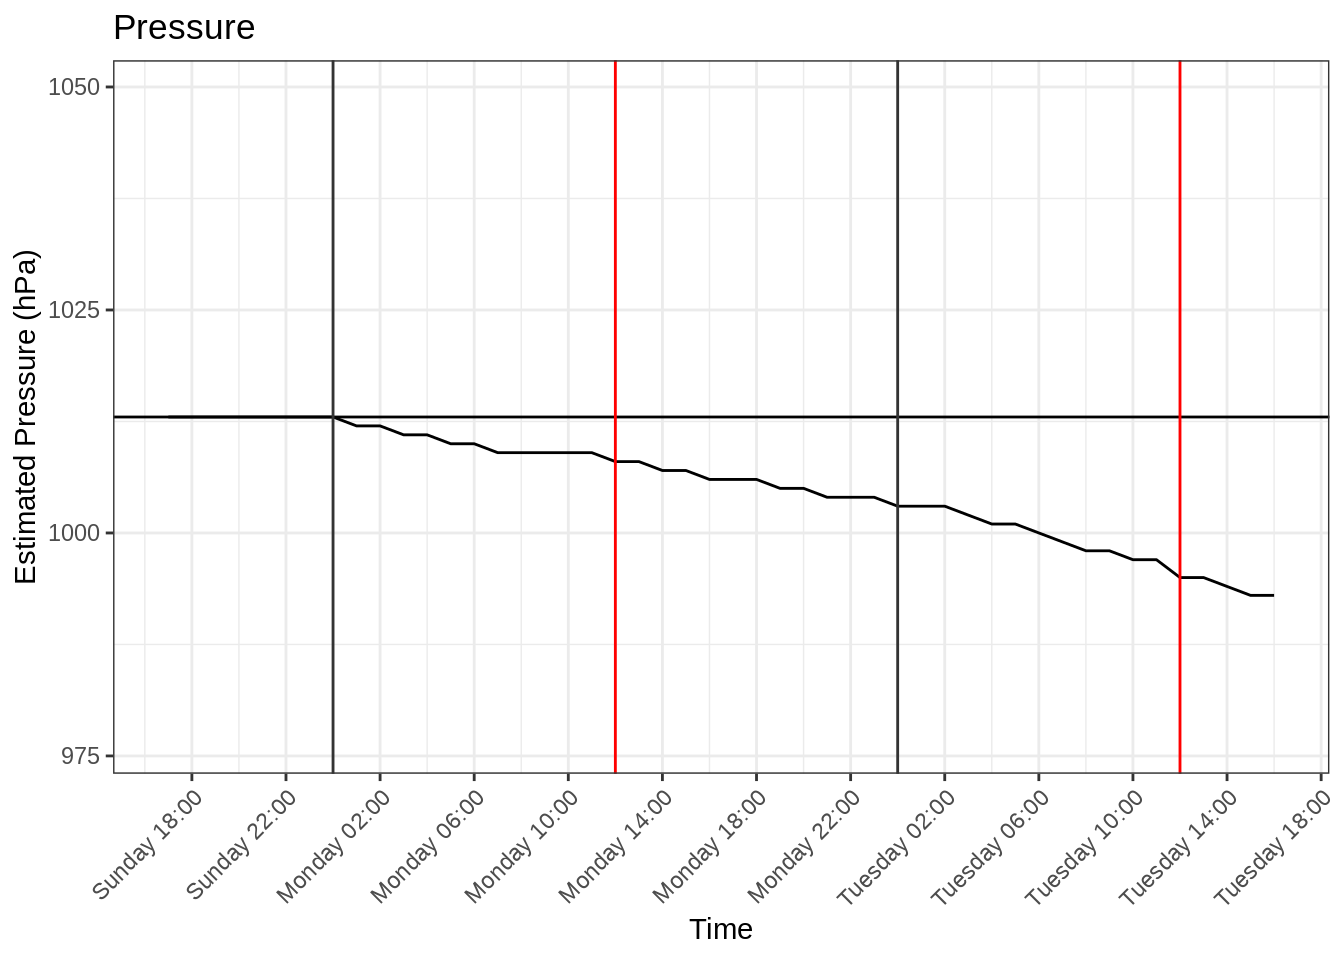 Pressure
Estimated Pressure (hPa)
1050
1025
1000
975
Sunday 18:00
Sunday 22:00
Monday 02:00
Monday 06:00
Monday 10:00
Monday 14:00
Monday 18:00
Monday 22:00
Tuesday 02:00
Tuesday 06:00
Tuesday 10:00
Tuesday 14:00
Tuesday 18:00
Time